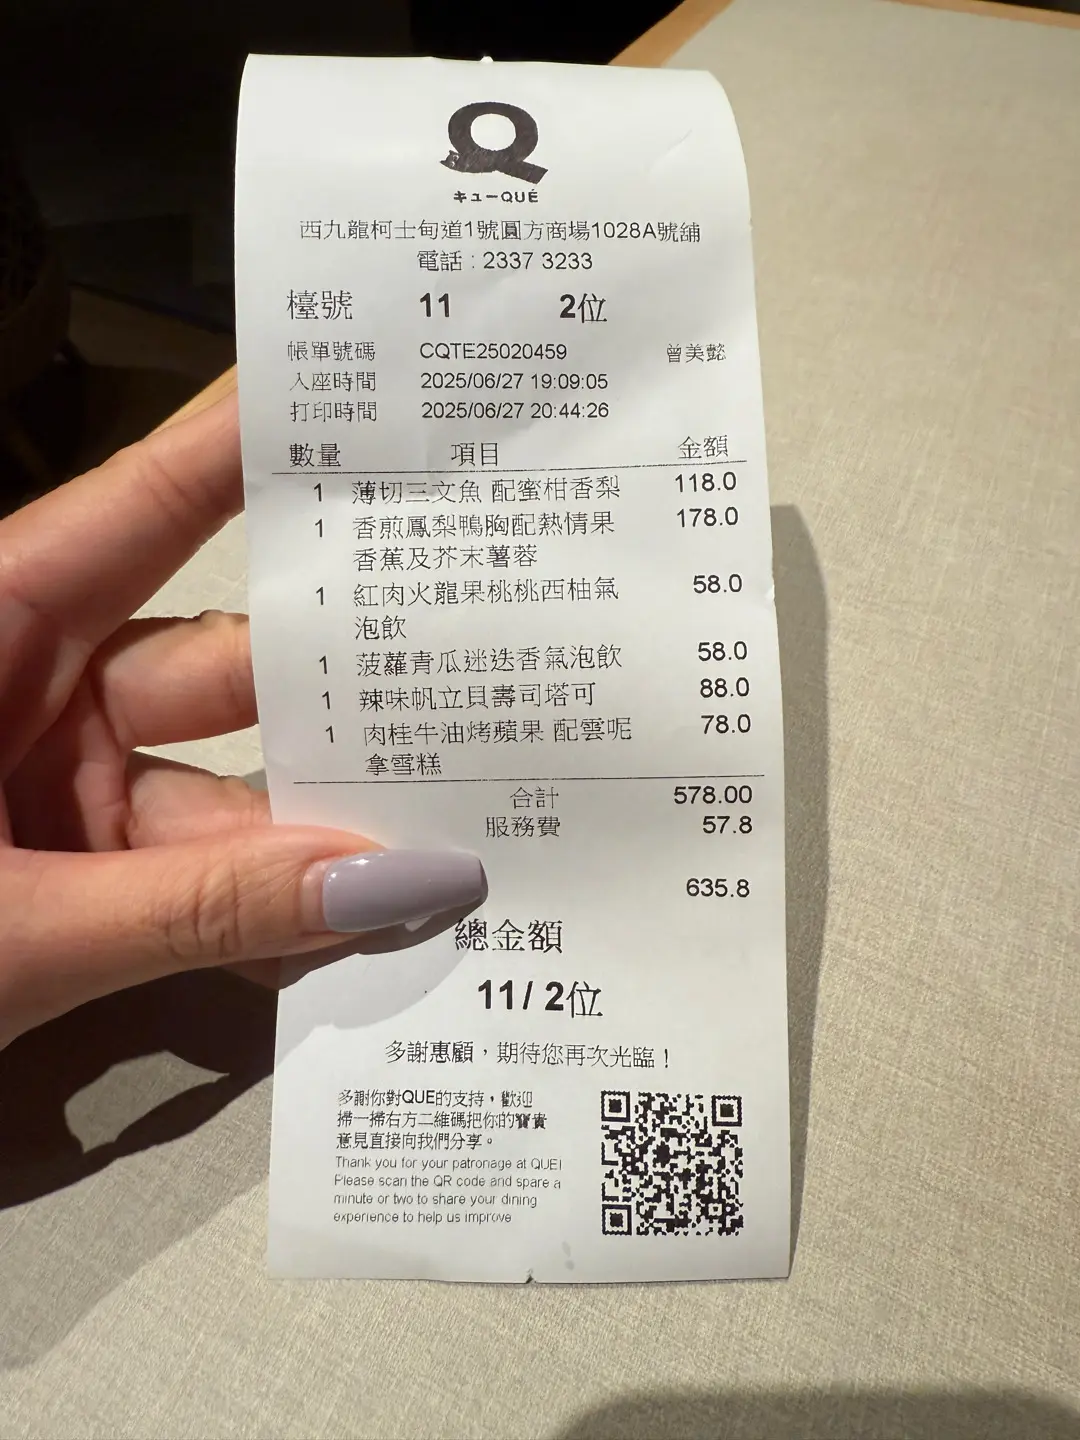 キューQUÉ
西九龍柯士甸道1號圓方商場1028A號舖
電話：2337 3233
檯號 11 2位
帳單號碼 CQTE25020459 曾美懿
入座時間 2025/06/27 19:09:05
打印時間 2025/06/27 20:44:26
數量 項目 金額
1 薄切三文魚 配蜜柑香梨 118.0
1 香煎鳳梨鴨胸配熱情果 178.0
香蕉及芥末薯蓉
1 紅肉火龍果桃桃西柚氣 58.0
泡飲
1 菠蘿青瓜迷迭香氣泡飲 58.0
1 辣味帆立貝壽司塔可 88.0
1 肉桂牛油烤蘋果 配雲呢 78.0
拿雪糕
合計 578.00
服務費 57.8
635.8
總金額
11/ 2位
多謝惠顧，期待您再次光臨！
多謝你對QUE的支持，歡迎
掃一掃右方二維碼把你的寶貴
意見直接向我們分享。
Thank you for your patronage at QUE!
Please scan the QR code and spare a
minute or two to share your dining
experience to help us improve